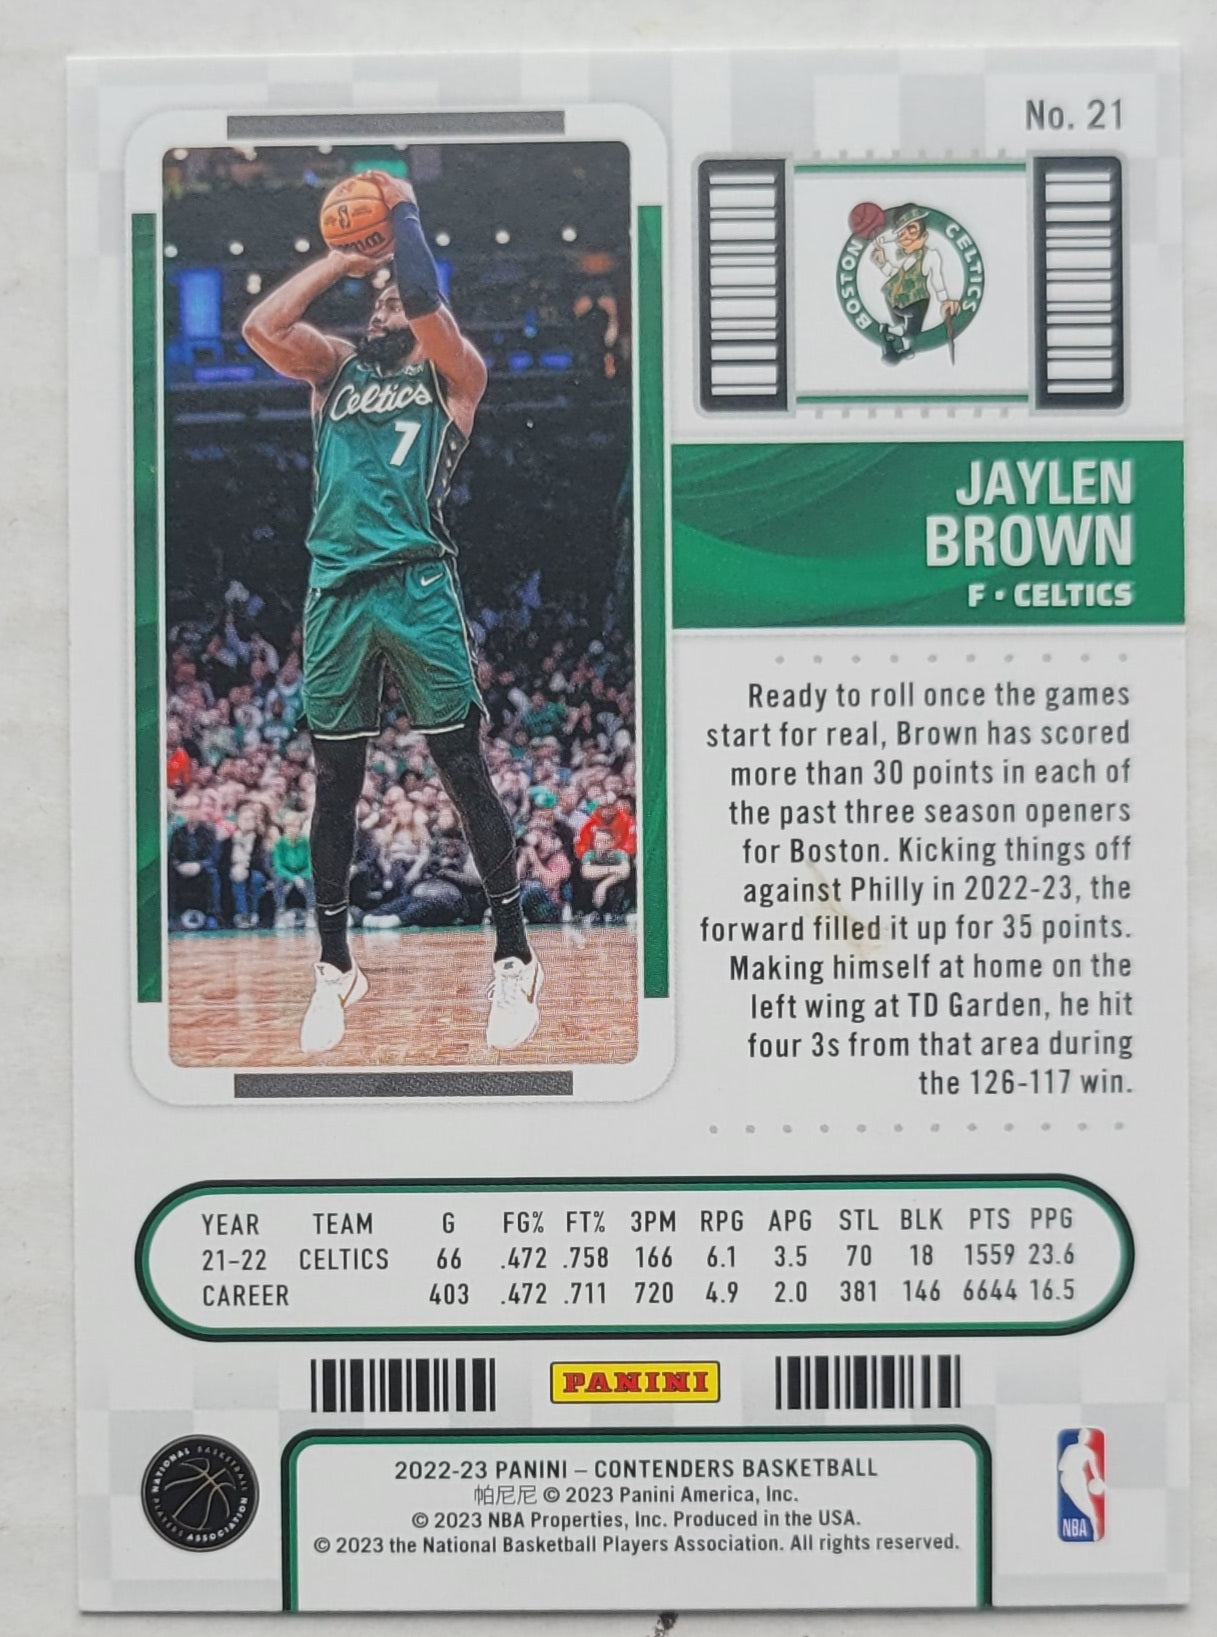 No. 21
BOSTON CELTICS
JAYLEN
BROWN
F • CELTICS
Celtics
7
Ready to roll once the games
start for real, Brown has scored
more than 30 points in each of
the past three season openers
for Boston. Kicking things off
against Philly in 2022-23, the
forward filled it up for 35 points.
Making himself at home on the
left wing at TD Garden, he hit
four 3s from that area during
the 126-117 win.
YEAR TEAM G FG% FT% 3PM RPG APG STL BLK PTS PPG
21-22 CELTICS 66 .472 .758 166 6.1 3.5 70 18 1559 23.6
CAREER 403 .472 .711 720 4.9 2.0 381 146 6644 16.5
PANINI
NATIONAL BASKETBALL PLAYERS ASSOCIATION
2022-23 PANINI – CONTENDERS BASKETBALL
帕尼尼 © 2023 Panini America, Inc.
© 2023 NBA Properties, Inc. Produced in the USA.
© 2023 the National Basketball Players Association. All rights reserved.
NBA